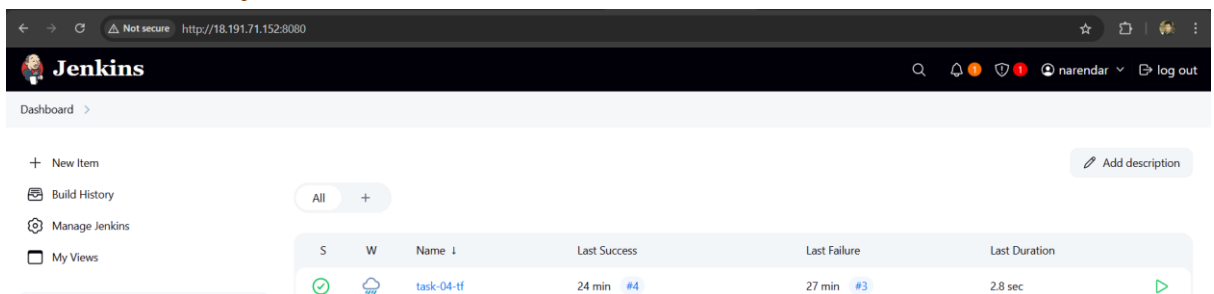 Not secure http://18.191.71.152:8080
Jenkins 1 1 narendar log out
Dashboard >
+ New Item
Add description
Build History
All +
Manage Jenkins
My Views
S W Name ↓ Last Success Last Failure Last Duration
task-04-tf 24 min #4 27 min #3 2.8 sec